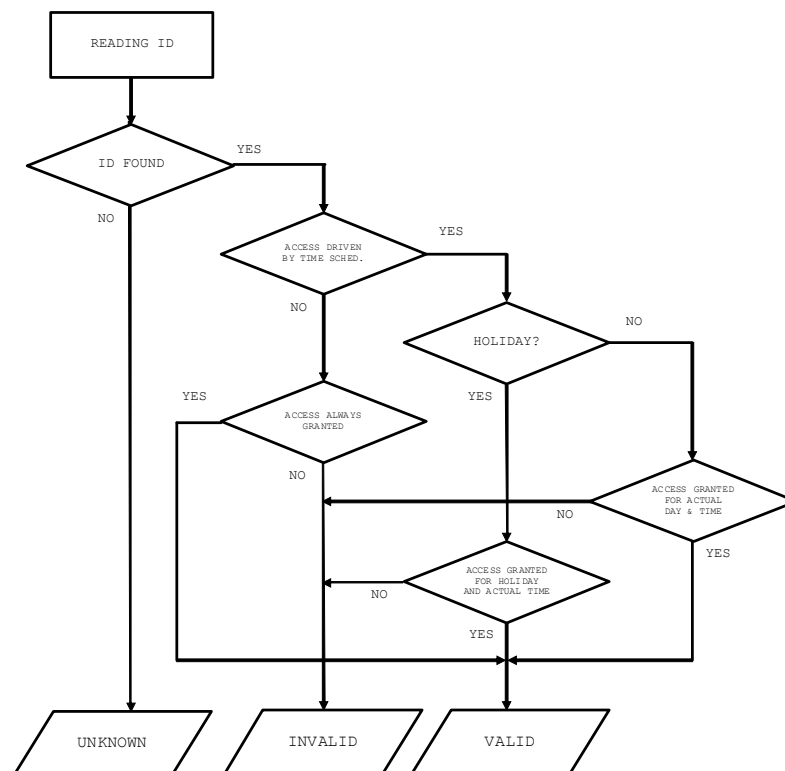 READING ID
YES
ID FOUND
NO
YES
ACCESS DRIVEN
BY TIME SCHED.
NO
NO
HOLIDAY?
YES
YES
ACCESS ALWAYS
GRANTED
NO
ACCESS GRANTED
FOR ACTUAL
DAY & TIME
NO
YES
ACCESS GRANTED
FOR HOLIDAY
AND ACTUAL TIME
NO
YES
UNKNOWN
INVALID
VALID